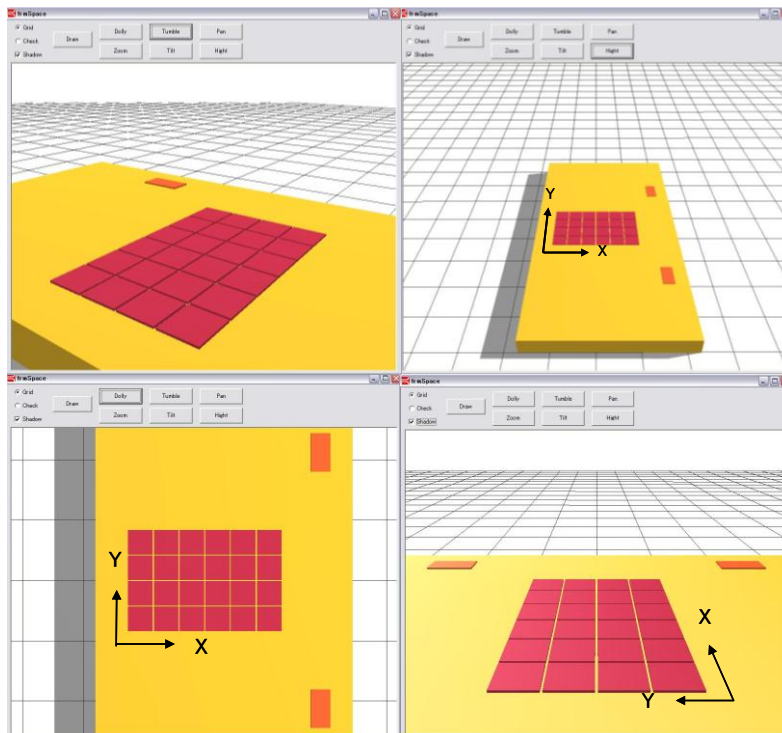 frmSpace
Grid
Check
Shadow
Draw
Dolly
Tumble
Pan
Zoom
Tilt
Hight
frmSpace
Grid
Check
Shadow
Draw
Dolly
Tumble
Pan
Zoom
Tilt
Hight
Y
X
frmSpace
Grid
Check
Shadow
Draw
Dolly
Tumble
Pan
Zoom
Tilt
Hight
Y
X
frmSpace
Grid
Check
Shadow
Draw
Dolly
Tumble
Pan
Zoom
Tilt
Hight
X
Y